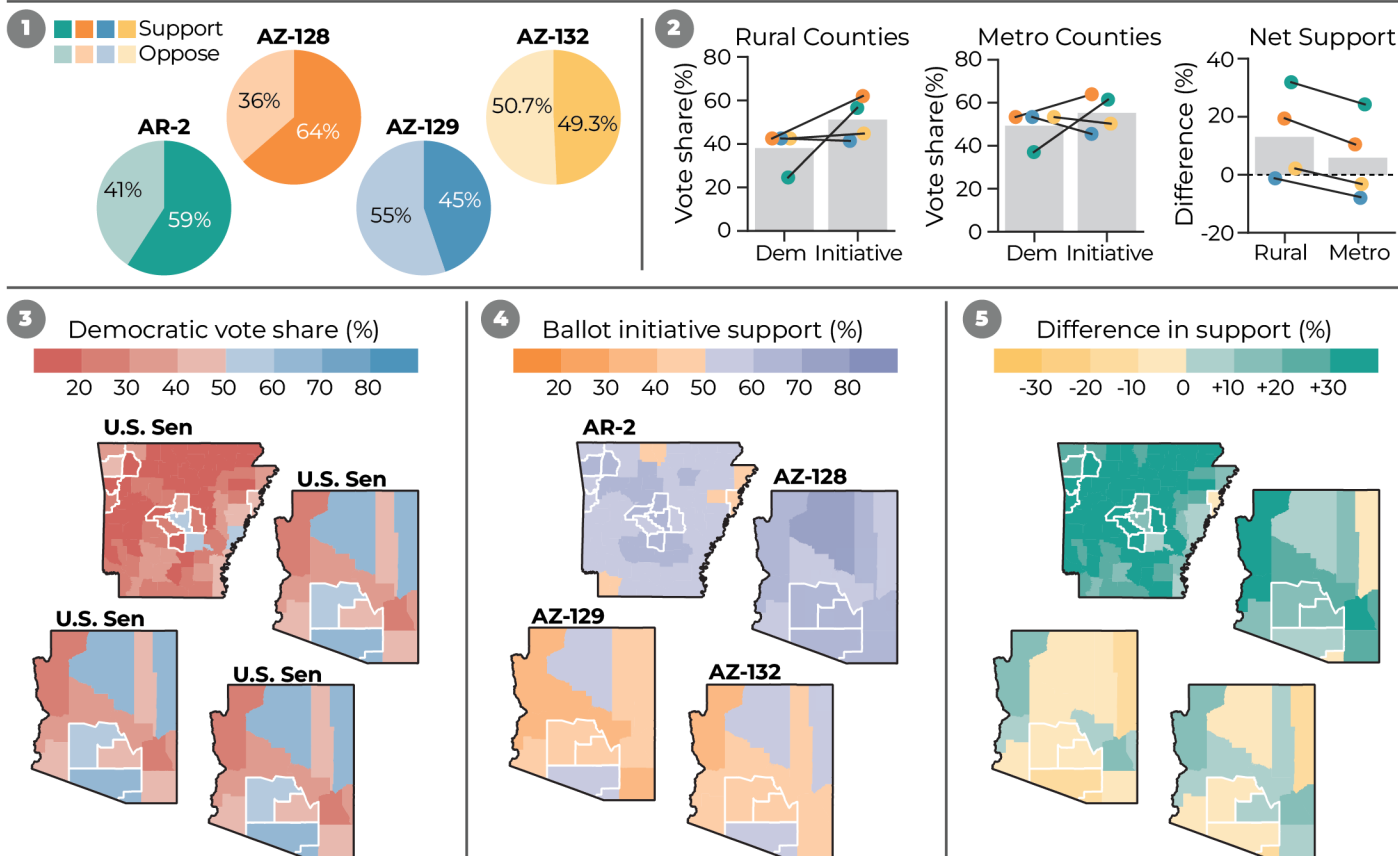 1
Support
Oppose
AR-2
41%
59%
AZ-128
36%
64%
AZ-129
55%
45%
AZ-132
50.7%
49.3%
2
Rural Counties
Vote share(%)
80
60
40
20
0
Dem Initiative
Metro Counties
Vote share(%)
80
60
40
20
0
Dem Initiative
Net Support
Difference (%)
40
20
0
-20
Rural Metro
3
Democratic vote share (%)
20 30 40 50 60 70 80
U.S. Sen
U.S. Sen
U.S. Sen
U.S. Sen
4
Ballot initiative support (%)
20 30 40 50 60 70 80
AR-2
AZ-128
AZ-129
AZ-132
5
Difference in support (%)
-30 -20 -10 0 +10 +20 +30